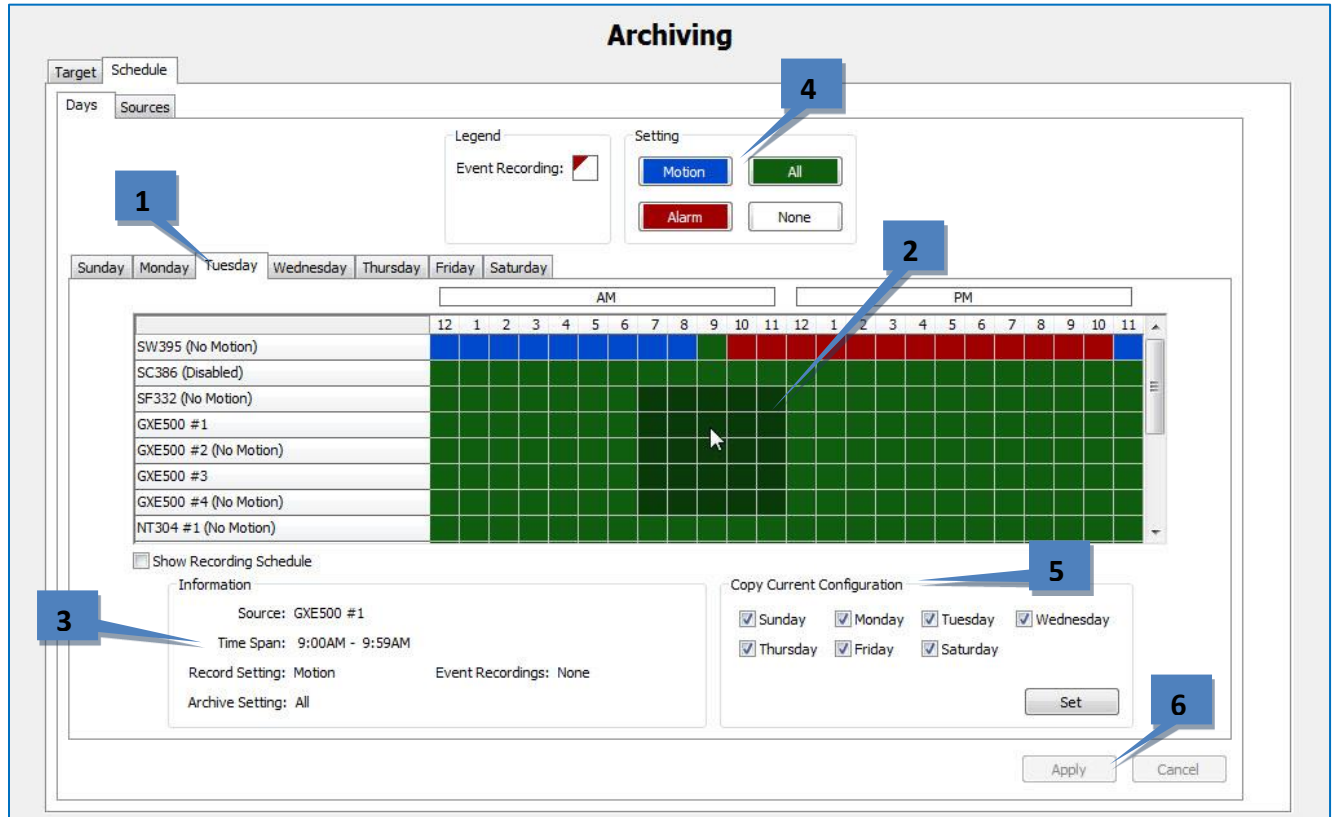 Archiving
Target Schedule
4
Days Sources
Legend Setting
Event Recording: Motion All
1
Alarm None
2
Sunday Monday Tuesday Wednesday Thursday Friday Saturday
AM PM
12 1 2 3 4 5 6 7 8 9 10 11 12 1 2 3 4 5 6 7 8 9 10 11
SW395 (No Motion)
SC386 (Disabled)
SF332 (No Motion)
GXE500 #1
GXE500 #2 (No Motion)
GXE500 #3
GXE500 #4 (No Motion)
NT304 #1 (No Motion)
Show Recording Schedule
Information Copy Current Configuration 5
3
Source: GXE500 #1 Sunday Monday Tuesday Wednesday
Time Span: 9:00AM - 9:59AM Thursday Friday Saturday
Record Setting: Motion Event Recordings: None
Archive Setting: All Set
6
Apply Cancel